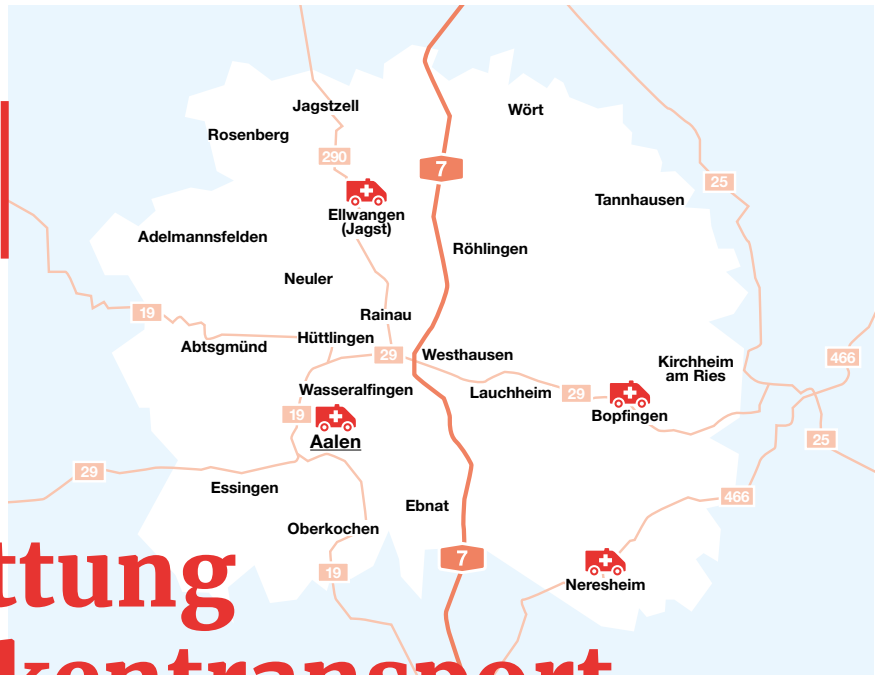 Jagstzell
Wört
Rosenberg
290
7
25
Ellwangen
(Jagst)
Tannhausen
Adelmannsfelden
Röhlingen
Neuler
19
Rainau
Hüttlingen
Abtsgmünd
29
Westhausen
466
Kirchheim
am Ries
Wasseralfingen
Lauchheim
29
19
Bopfingen
Aalen
25
29
Essingen
466
Ebnat
Oberkochen
7
19
Neresheim
ttung
kentransport